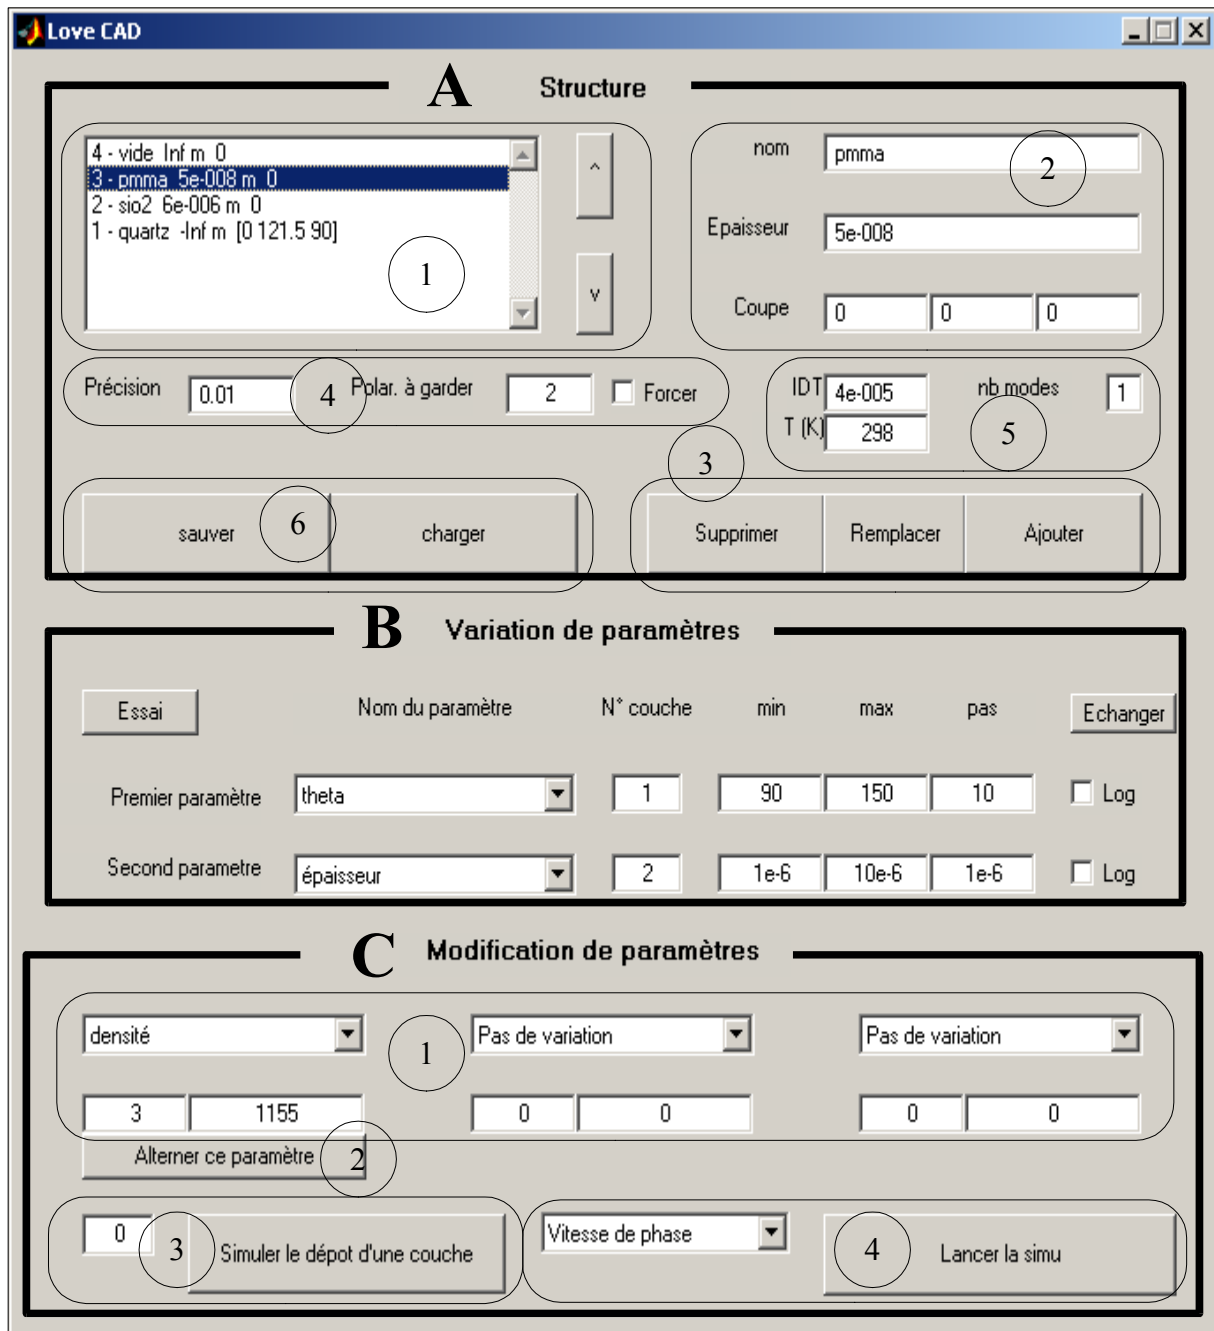 Love CAD
A Structure
4 - vide Inf m 0
3 - pmma 5e-008 m 0
2 - sio2 6e-006 m 0
1 - quartz -Inf m [0 121.5 90]
1
^
v
nom pmma 2
Epaisseur 5e-008
Coupe 0 0 0
Précision 0.01 4 Polar. à garder 2 Forcer
IDT 4e-005 nb modes 1
T (K) 298 5
3
sauver 6 charger
Supprimer Remplacer Ajouter
B Variation de paramètres
Essai Nom du paramètre N° couche min max pas Echanger
Premier paramètre theta 1 90 150 10 Log
Second parametre épaisseur 2 1e-6 10e-6 1e-6 Log
C Modification de paramètres
densité 1 Pas de variation Pas de variation
3 1155 0 0 0 0
Alterner ce paramètre 2
0 3 Simuler le dépot d'une couche
Vitesse de phase 4 Lancer la simu